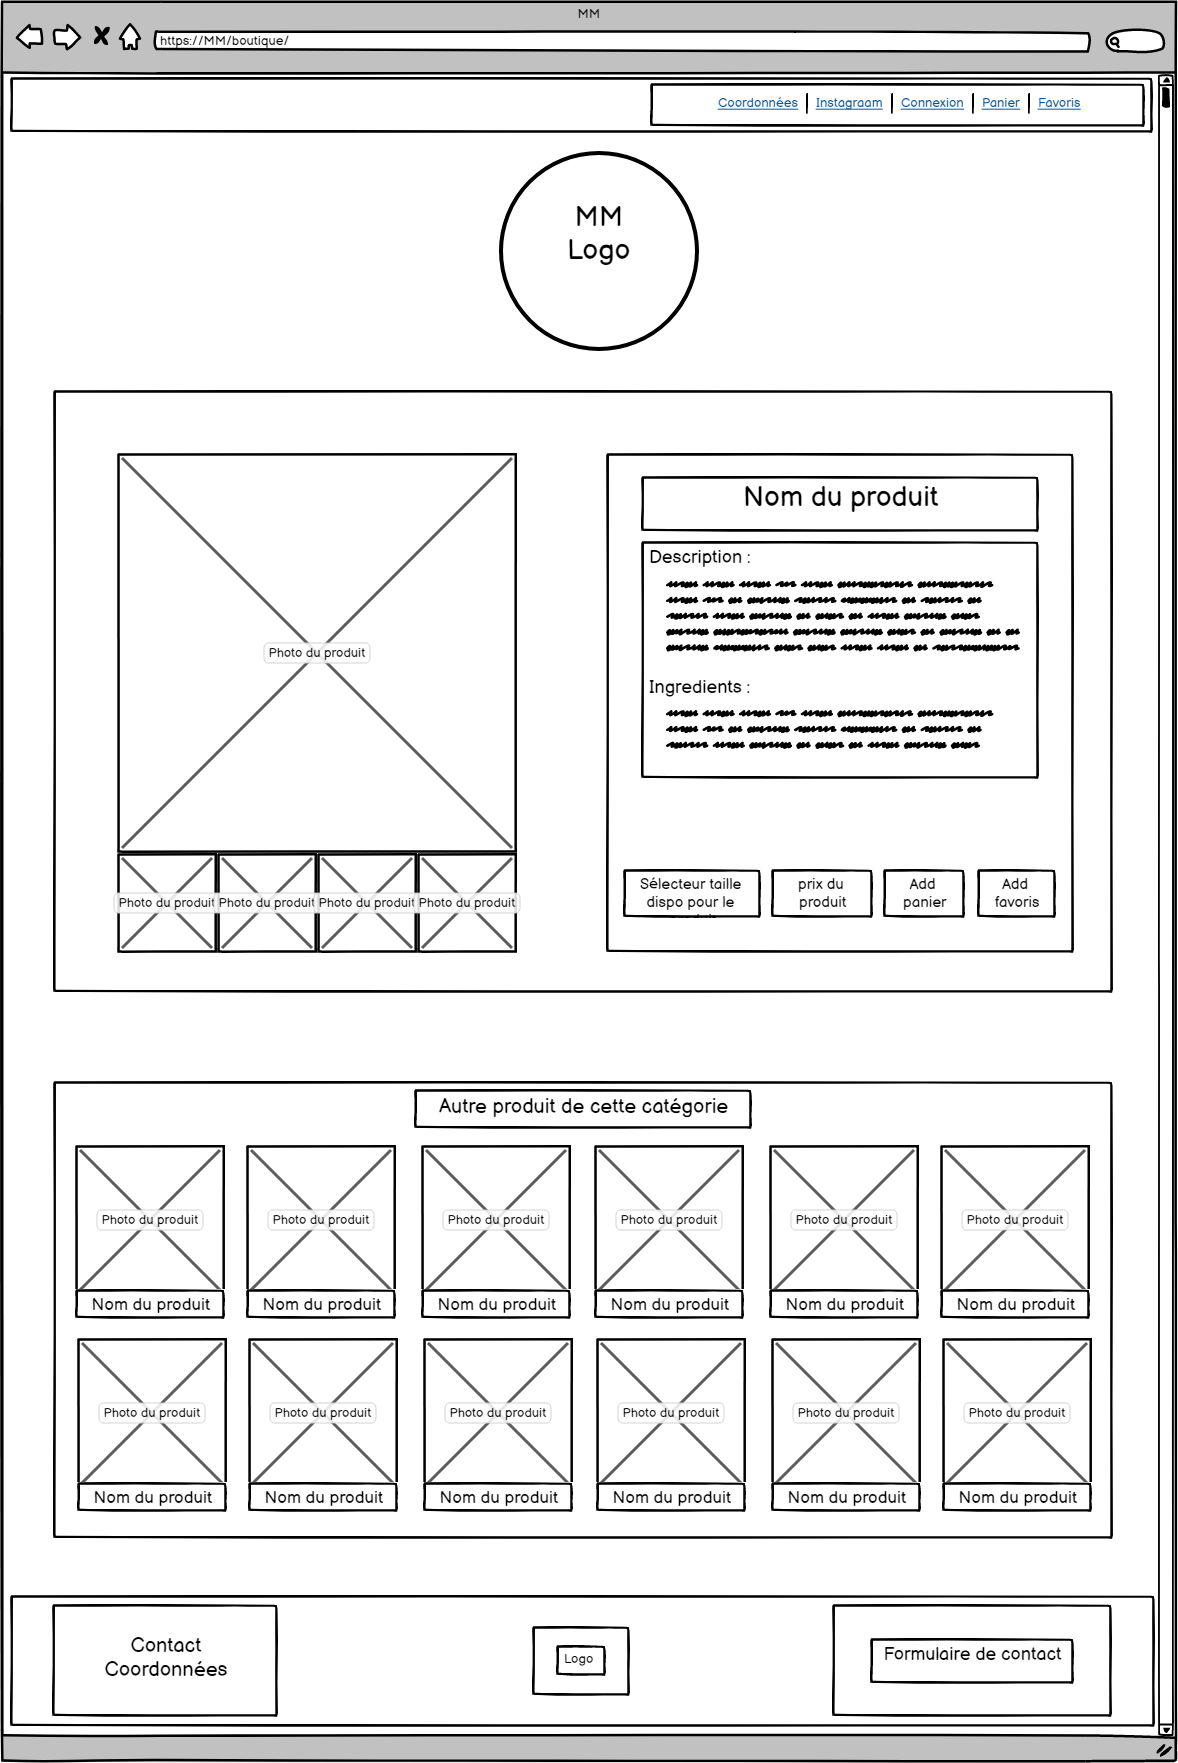 MM
https://MM/boutique/
Coordonnées
Instagraam
Connexion
Panier
Favoris
MM
Logo
Photo du produit
Photo du produit
Photo du produit
Photo du produit
Photo du produit
Nom du produit
Description :
Ingredients :
Sélecteur taille
dispo pour le
prix du
produit
Add
panier
Add
favoris
Autre produit de cette catégorie
Photo du produit
Photo du produit
Photo du produit
Photo du produit
Photo du produit
Photo du produit
Nom du produit
Nom du produit
Nom du produit
Nom du produit
Nom du produit
Nom du produit
Photo du produit
Photo du produit
Photo du produit
Photo du produit
Photo du produit
Photo du produit
Nom du produit
Nom du produit
Nom du produit
Nom du produit
Nom du produit
Nom du produit
Contact
Coordonnées
Logo
Formulaire de contact